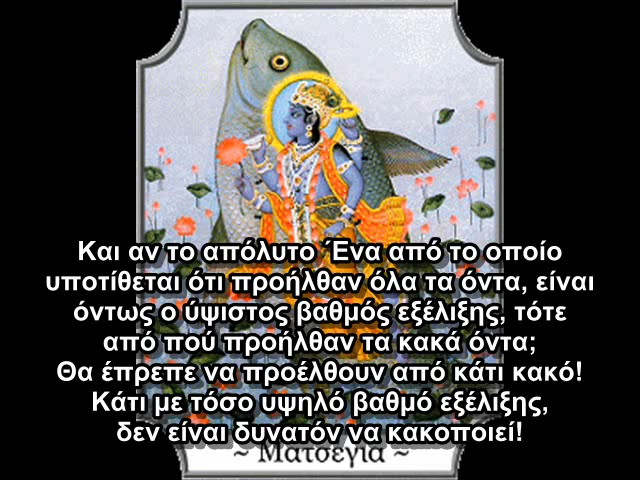 Και αν το απόλυτο Ένα από το οποίο
υποτίθεται ότι προήλθαν όλα τα όντα, είναι
όντως ο ύψιστος βαθμός εξέλιξης, τότε
από πού προήλθαν τα κακά όντα;
Θα έπρεπε να προέλθουν από κάτι κακό!
Κάτι με τόσο υψηλό βαθμό εξέλιξης,
δεν είναι δυνατόν να κακοποιεί!
~ Ματσέγια ~